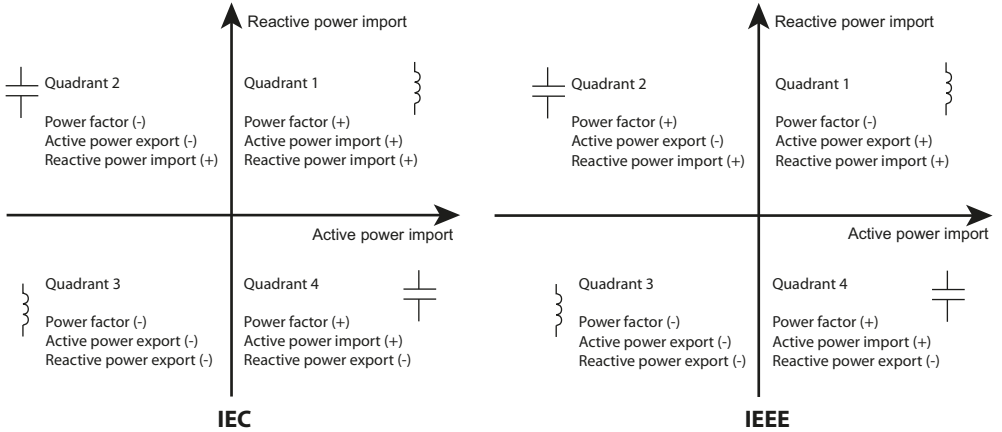 Reactive power import
Quadrant 2
Power factor (-)
Active power export (-)
Reactive power import (+)
Quadrant 1
Power factor (+)
Active power import (+)
Reactive power import (+)
Active power import
Quadrant 3
Power factor (-)
Active power export (-)
Reactive power export (-)
Quadrant 4
Power factor (+)
Active power import (+)
Reactive power export (-)
IEC
Reactive power import
Quadrant 2
Power factor (+)
Active power export (-)
Reactive power import (+)
Quadrant 1
Power factor (-)
Active power export (+)
Reactive power import (+)
Active power import
Quadrant 3
Power factor (-)
Active power export (-)
Reactive power export (-)
Quadrant 4
Power factor (+)
Active power import (+)
Reactive power export (-)
IEEE